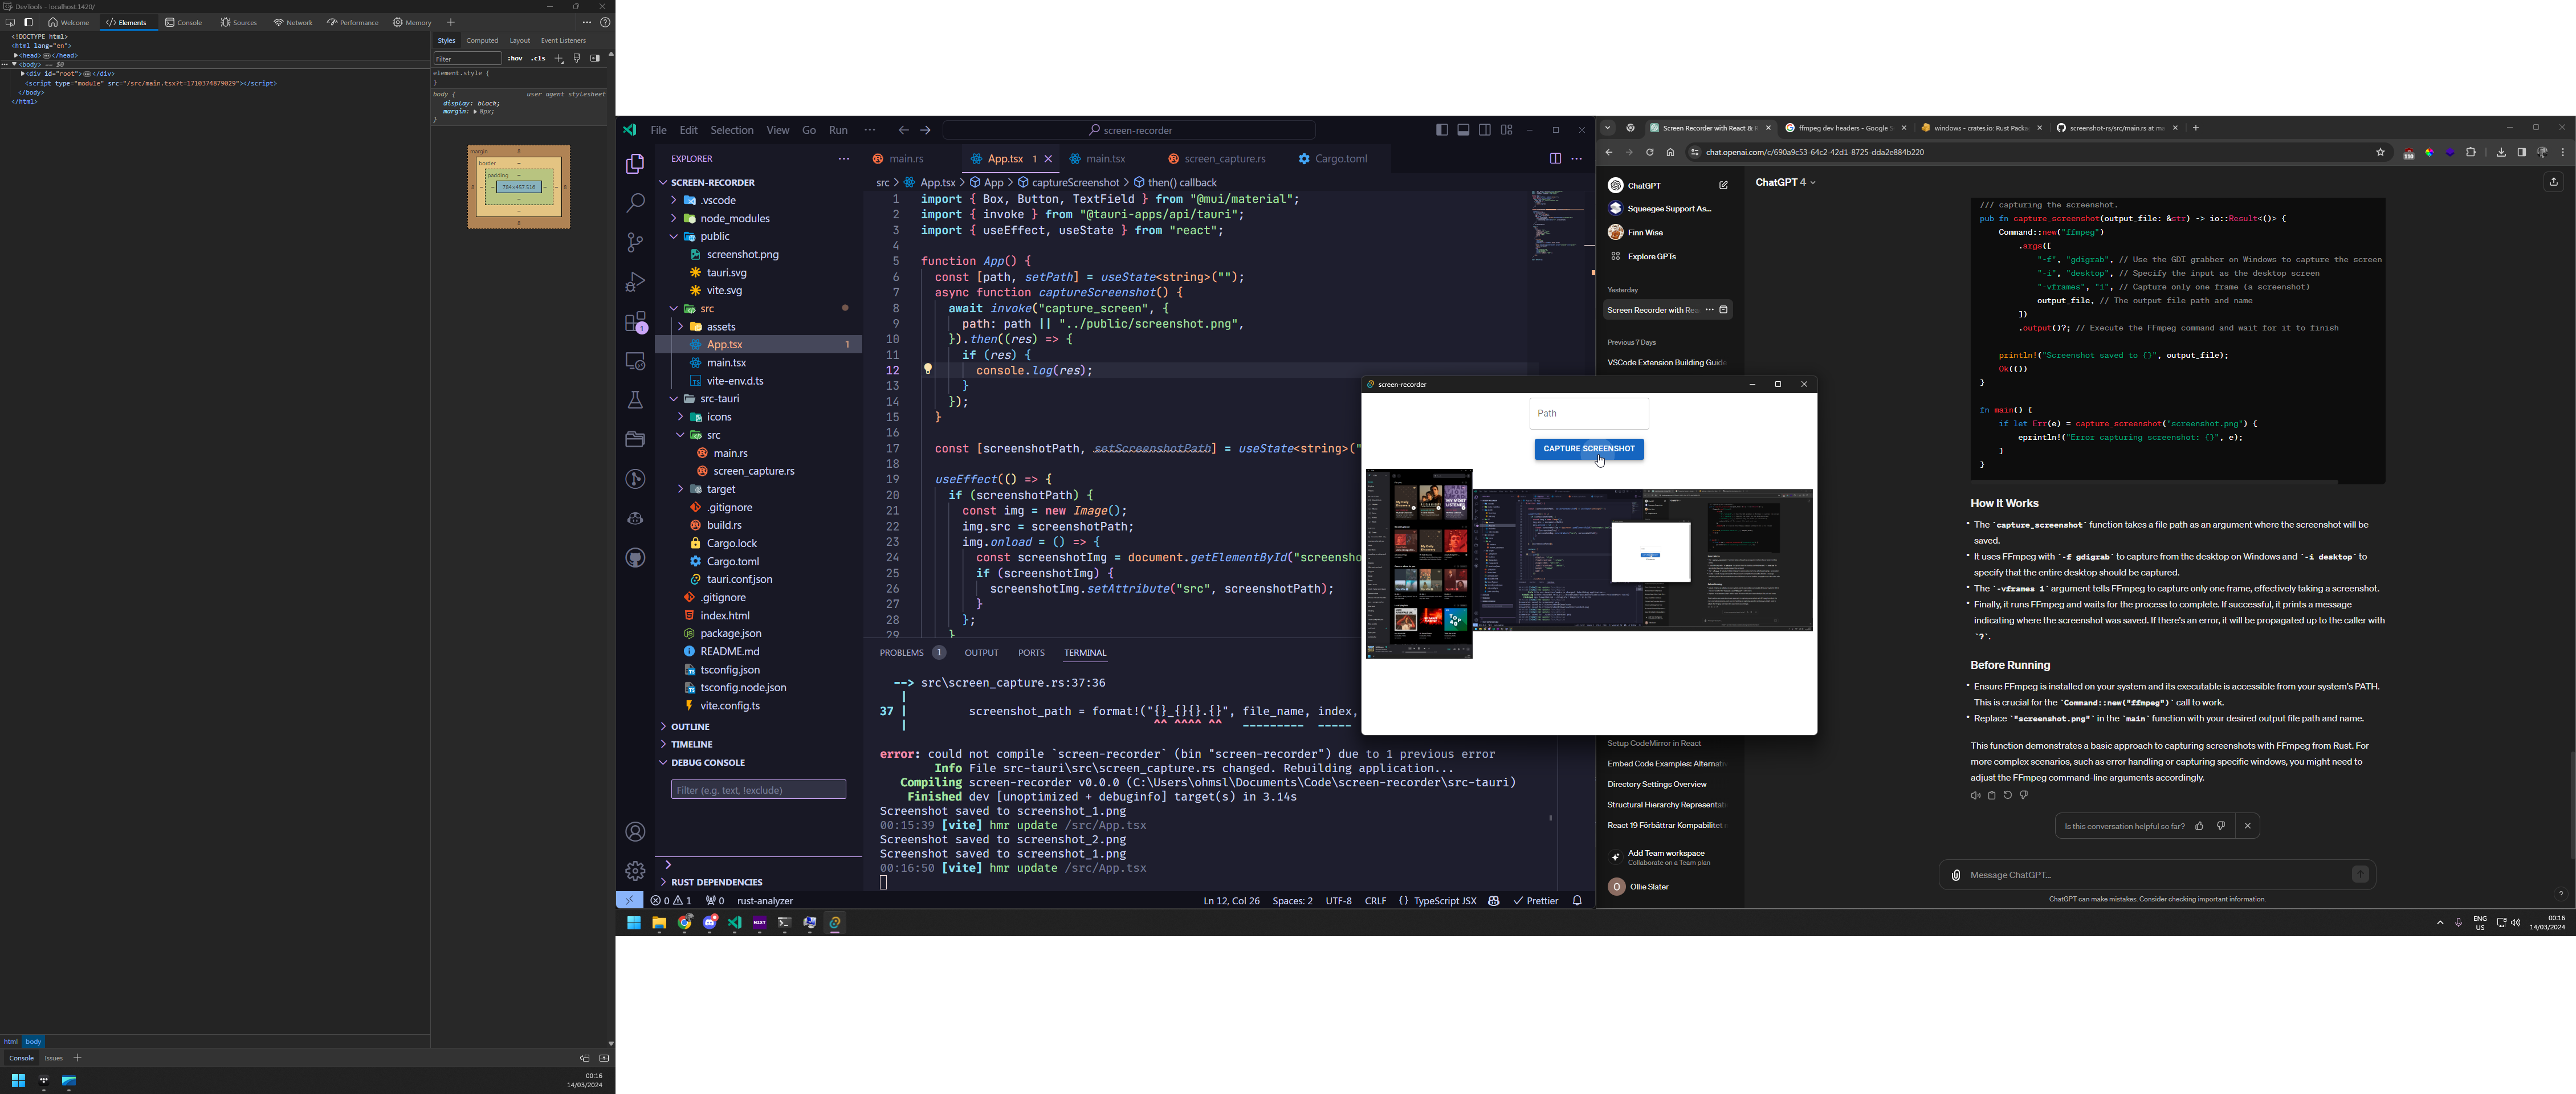 DevTools - localhost:1420/
Welcome
Elements
Console
Sources
Network
Performance
Memory
<!DOCTYPE html>
<html lang="en">
<head></head>
<body> == $0
<div id="root"></div>
<script type="module" src="/src/main.tsx?t=1710374879029"></script>
</body>
</html>
Styles
Computed
Layout
Event Listeners
Filter
:hov
.cls
element.style {
}
body {
user agent stylesheet
display: block;
margin: 8px;
}
margin
8
border
padding
784×457.510
8
8
8
html
body
Console
Issues
00:16
14/03/2024
File
Edit
Selection
View
Go
Run
screen-recorder
EXPLORER
SCREEN-RECORDER
.vscode
node_modules
public
screenshot.png
tauri.svg
vite.svg
src
assets
App.tsx
1
main.tsx
vite-env.d.ts
src-tauri
icons
src
main.rs
screen_capture.rs
target
.gitignore
build.rs
Cargo.lock
Cargo.toml
tauri.conf.json
.gitignore
index.html
package.json
README.md
tsconfig.json
tsconfig.node.json
vite.config.ts
OUTLINE
TIMELINE
DEBUG CONSOLE
Filter (e.g. text, !exclude)
RUST DEPENDENCIES
main.rs
App.tsx 1
main.tsx
screen_capture.rs
Cargo.toml
src > App.tsx > App > captureScreenshot > then() callback
1 import { Box, Button, TextField } from "@mui/material";
2 import { invoke } from "@tauri-apps/api/tauri";
3 import { useEffect, useState } from "react";
4
5 function App() {
6 const [path, setPath] = useState<string>("");
7 async function captureScreenshot() {
8 await invoke("capture_screen", {
9 path: path || "../public/screenshot.png",
10 }).then((res) => {
11 if (res) {
12 console.log(res);
13 }
14 });
15 }
16
17 const [screenshotPath, setScreenshotPath] = useState<string>("
18
19 useEffect(() => {
20 if (screenshotPath) {
21 const img = new Image();
22 img.src = screenshotPath;
23 img.onload = () => {
24 const screenshotImg = document.getElementById("screensho
25 if (screenshotImg) {
26 screenshotImg.setAttribute("src", screenshotPath);
27 }
28 };
29 }
PROBLEMS 1
OUTPUT
PORTS
TERMINAL
--> src\screen_capture.rs:37:36
|
37 | screenshot_path = format!("{}_{}{}.{}", file_name, index,
| ^^ ^^^^ ^^ --------- -----
error: could not compile `screen-recorder` (bin "screen-recorder") due to 1 previous error
Info File src-tauri\src\screen_capture.rs changed. Rebuilding application...
Compiling screen-recorder v0.0.0 (C:\Users\ohmsl\Documents\Code\screen-recorder\src-tauri)
Finished dev [unoptimized + debuginfo] target(s) in 3.14s
Screenshot saved to screenshot_1.png
00:15:39 [vite] hmr update /src/App.tsx
Screenshot saved to screenshot_2.png
Screenshot saved to screenshot_1.png
00:16:50 [vite] hmr update /src/App.tsx
0 1
0
rust-analyzer
Ln 12, Col 26
Spaces: 2
UTF-8
CRLF
{} TypeScript JSX
Prettier
screen-recorder
Path
CAPTURE SCREENSHOT
Screen Recorder with React & R
ffmpeg dev headers - Google S
windows - crates.io: Rust Packa
screenshot-rs/src/main.rs at ma
chat.openai.com/c/690a9c53-64c2-42d1-8725-dda2e884b220
ChatGPT
Squeegee Support As...
Finn Wise
Explore GPTs
Yesterday
Screen Recorder with Rea
Previous 7 Days
VSCode Extension Building Guide
Setup CodeMirror in React
Embed Code Examples: Alternativ
Directory Settings Overview
Structural Hierarchy Representati
React 19 Förbättrar Kompabilitet
Add Team workspace
Collaborate on a Team plan
O
Ollie Slater
ChatGPT 4
/// capturing the screenshot.
pub fn capture_screenshot(output_file: &str) -> io::Result<()> {
Command::new("ffmpeg")
.args([
"-f", "gdigrab", // Use the GDI grabber on Windows to capture the screen
"-i", "desktop", // Specify the input as the desktop screen
"-vframes", "1", // Capture only one frame (a screenshot)
output_file, // The output file path and name
])
.output()?; // Execute the FFmpeg command and wait for it to finish
println!("Screenshot saved to {}", output_file);
Ok(())
}
fn main() {
if let Err(e) = capture_screenshot("screenshot.png") {
eprintln!("Error capturing screenshot: {}", e);
}
}
How It Works
• The `capture_screenshot` function takes a file path as an argument where the screenshot will be
saved.
• It uses FFmpeg with `-f gdigrab` to capture from the desktop on Windows and `-i desktop` to
specify that the entire desktop should be captured.
• The `-vframes 1` argument tells FFmpeg to capture only one frame, effectively taking a screenshot.
• Finally, it runs FFmpeg and waits for the process to complete. If successful, it prints a message
indicating where the screenshot was saved. If there's an error, it will be propagated up to the caller with
`?`.
Before Running
• Ensure FFmpeg is installed on your system and its executable is accessible from your system's PATH.
This is crucial for the `Command::new("ffmpeg")` call to work.
• Replace `"screenshot.png"` in the `main` function with your desired output file path and name.
This function demonstrates a basic approach to capturing screenshots with FFmpeg from Rust. For
more complex scenarios, such as error handling or capturing specific windows, you might need to
adjust the FFmpeg command-line arguments accordingly.
Is this conversation helpful so far?
Message ChatGPT...
ChatGPT can make mistakes. Consider checking important information.
?
ENG
US
00:16
14/03/2024